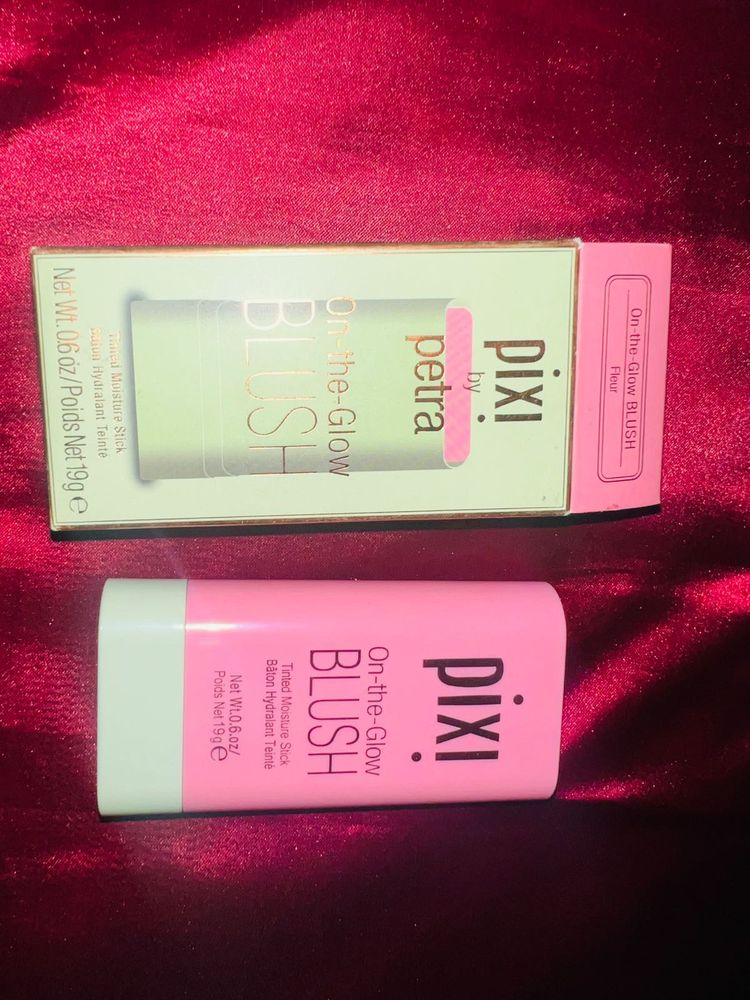 On-the-Glow BLUSH
Fleur
pixi
by
petra
On-the-Glow
BLUSH
Tinted Moisture Stick
Bâton Hydratant Teinté
Net Wt. 0.6 oz/Poids Net 19g ℮
pixi
On-the-Glow
BLUSH
Tinted Moisture Stick
Bâton Hydratant Teinté
Net Wt.0.6.oz/
Poids Net 19g ℮